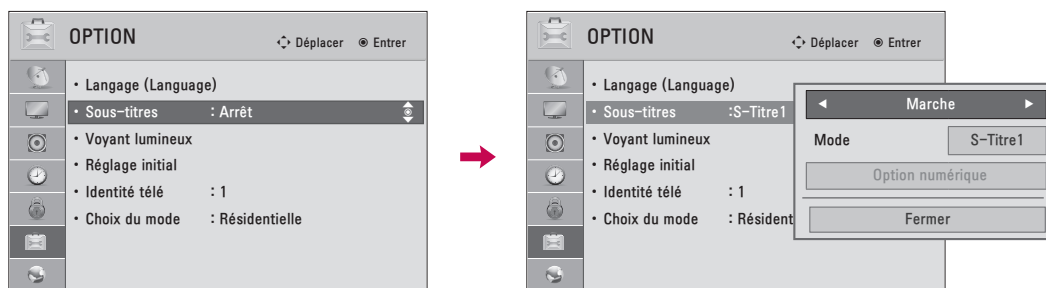 OPTION
Déplacer Entrer
• Langage (Language)
• Sous-titres : Arrêt
• Voyant lumineux
• Réglage initial
• Identité télé : 1
• Choix du mode : Résidentielle
OPTION
Déplacer Entrer
• Langage (Language)
• Sous-titres :S-Titre1
• Voyant lumineux
• Réglage initial
• Identité télé : 1
• Choix du mode : Résident
◀ Marche ▶
Mode S-Titre1
Option numérique
Fermer